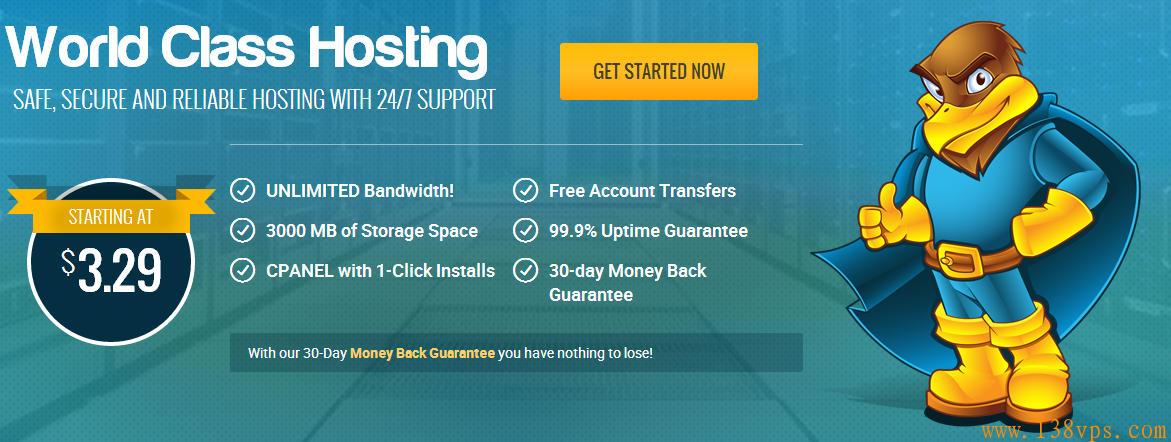 World Class Hosting
SAFE, SECURE AND RELIABLE HOSTING WITH 24/7 SUPPORT
GET STARTED NOW
STARTING AT
$3.29
UNLIMITED Bandwidth!
3000 MB of Storage Space
CPANEL with 1-Click Installs
Free Account Transfers
99.9% Uptime Guarantee
30-day Money Back
Guarantee
With our 30-Day Money Back Guarantee you have nothing to lose!
www.138vps.com